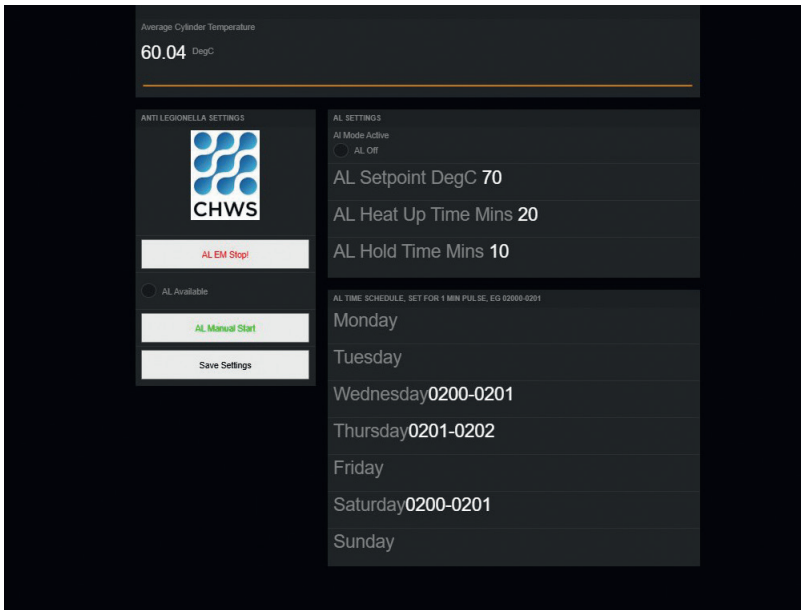 Average Cylinder Temperature
60.04 DegC
ANTI LEGIONELLA SETTINGS
CHWS
AL EM Stop!
AL Available
AL Manual Start
Save Settings
AL SETTINGS
Al Mode Active
AL Off
AL Setpoint DegC 70
AL Heat Up Time Mins 20
AL Hold Time Mins 10
AL TIME SCHEDULE, SET FOR 1 MIN PULSE, EG 02000-0201
Monday
Tuesday
Wednesday0200-0201
Thursday0201-0202
Friday
Saturday0200-0201
Sunday